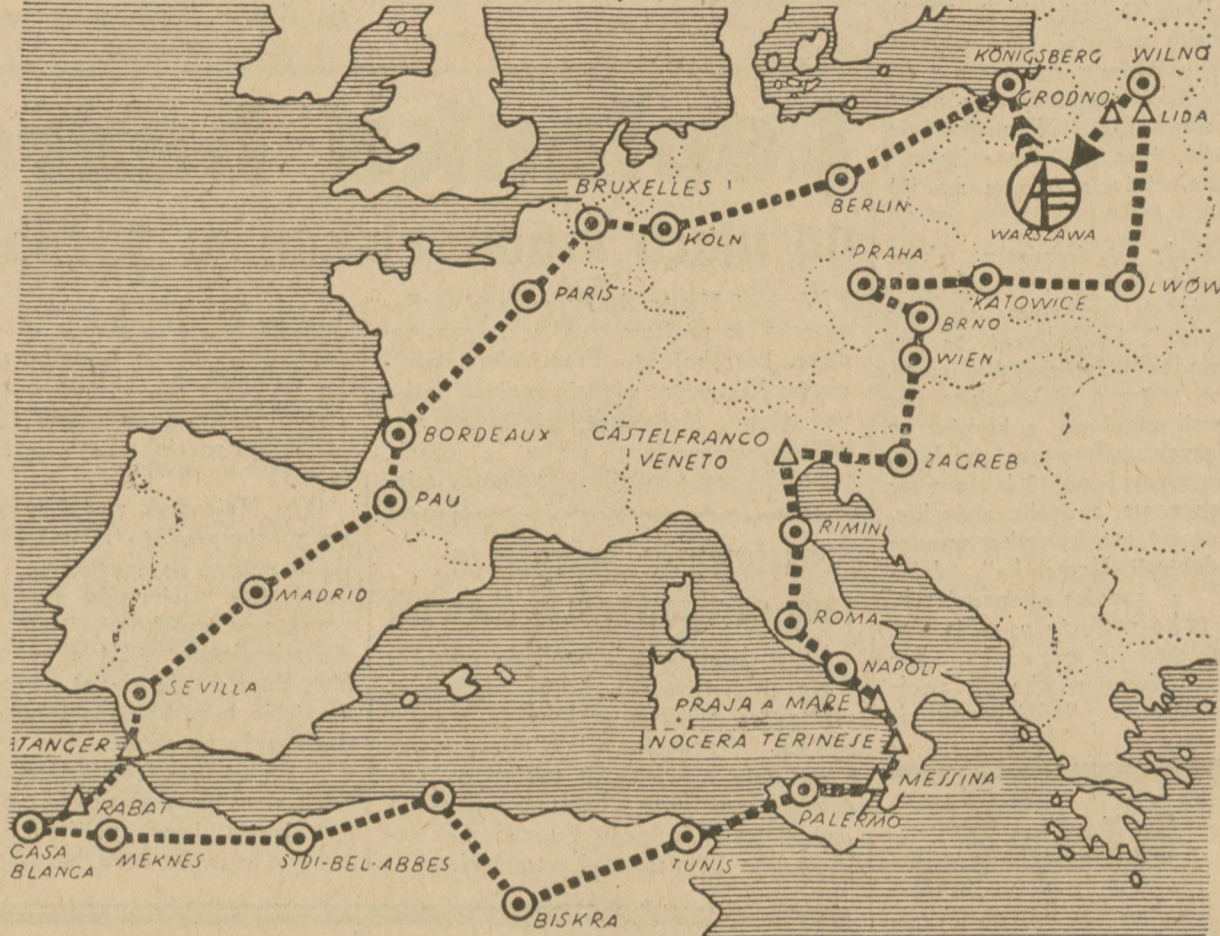 KÖNIGSBERG
WILNO
GRODNO
LIDA
WARSZAWA
BRUXELLES
BERLIN
KÖLN
PRAHA
PARIS
KATOWICE
LWÓW
BRNO
WIEN
BORDEAUX
CASTELFRANCO
VENETO
ZAGREB
PAU
RIMINI
MADRID
ROMA
NAPOLI
SEVILLA
PRAJA A MARE
TANGER
NOCERA TERINESE
MESSINA
RABAT
PALERMO
CASA
BLANCA
MEKNES
SIDI-BEL-ABBES
TUNIS
BISKRA